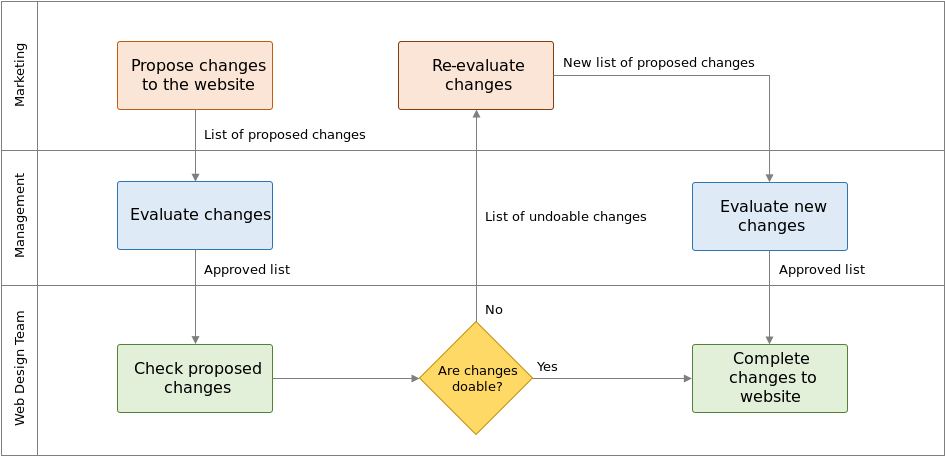 Marketing
Propose changes
to the website
Re-evaluate
changes
New list of proposed changes
List of proposed changes
Management
Evaluate changes
List of undoable changes
Evaluate new
changes
Approved list
Approved list
Web Design Team
No
Check proposed
changes
Are changes
doable?
Yes
Complete
changes to
website